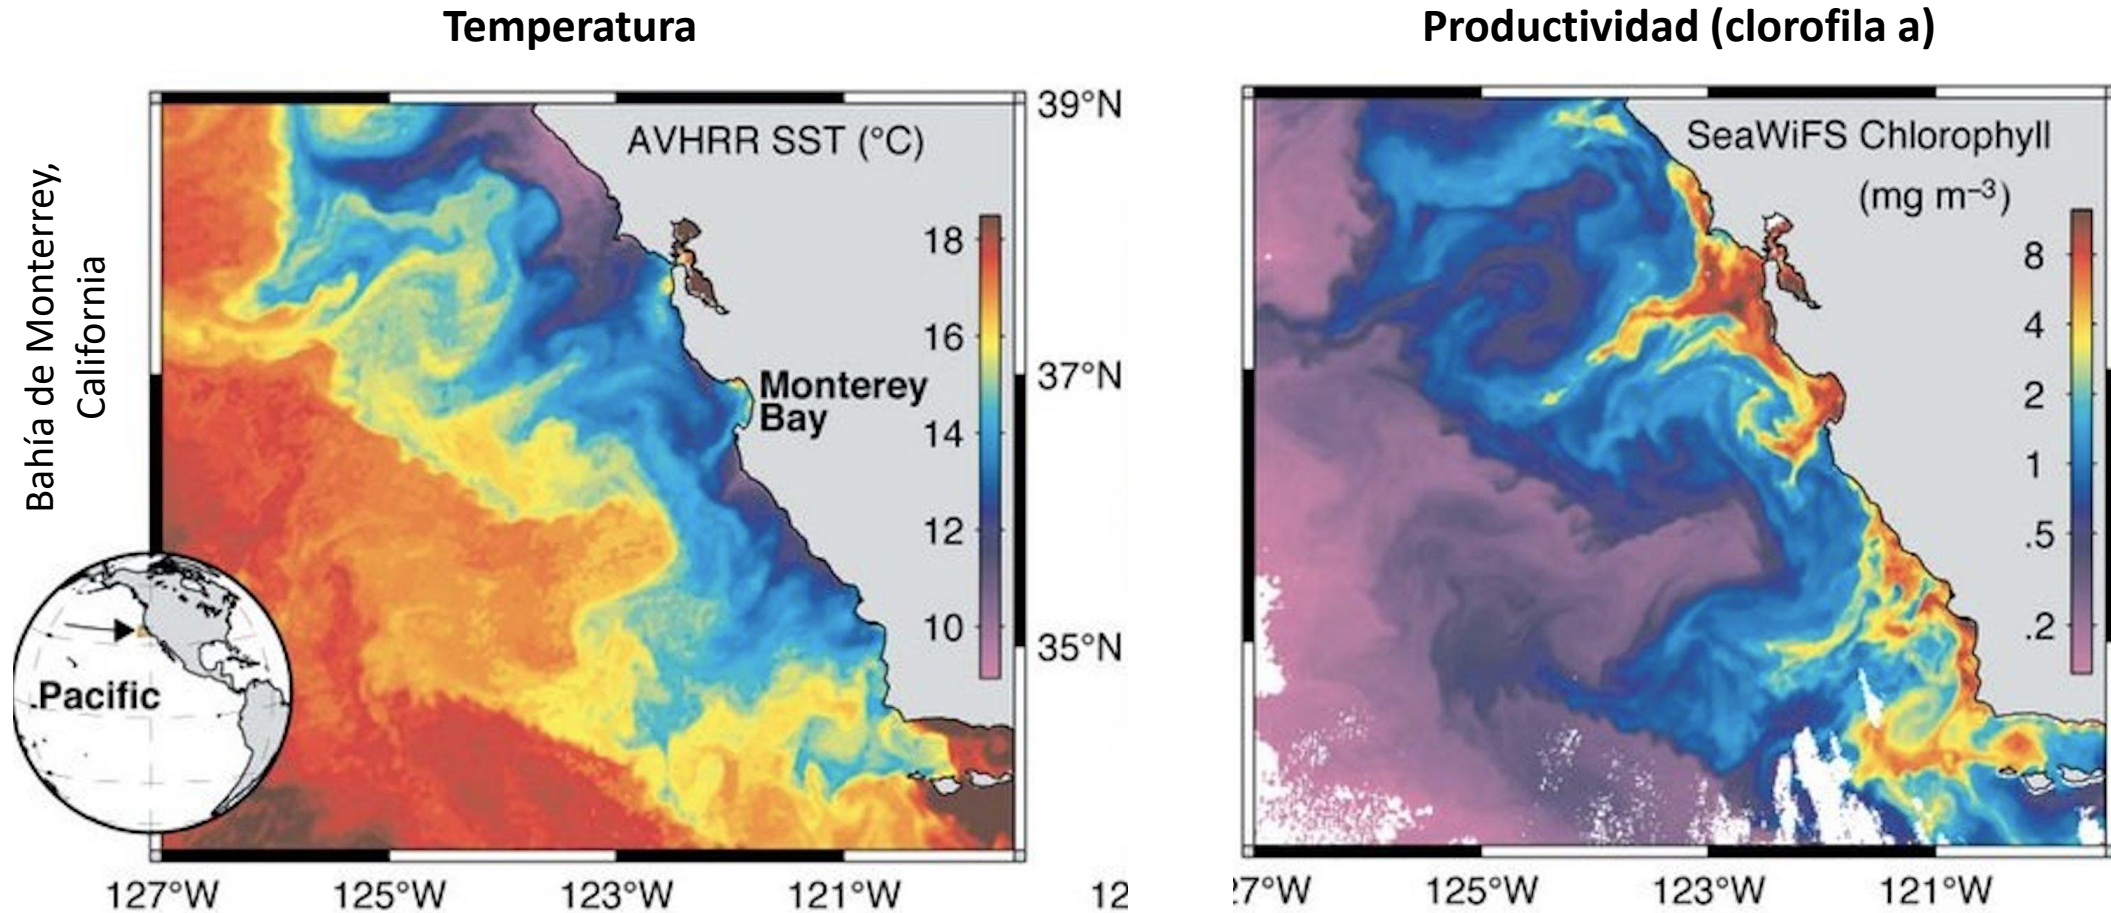 Temperatura
Productividad (clorofila a)
Bahía de Monterrey,
California
AVHRR SST (°C)
18
16
14
12
10
Monterey
Bay
39°N
37°N
35°N
Pacific
127°W
125°W
123°W
121°W
12
SeaWiFS Chlorophyll
(mg m–3)
8
4
2
1
.5
.2
27°W
125°W
123°W
121°W